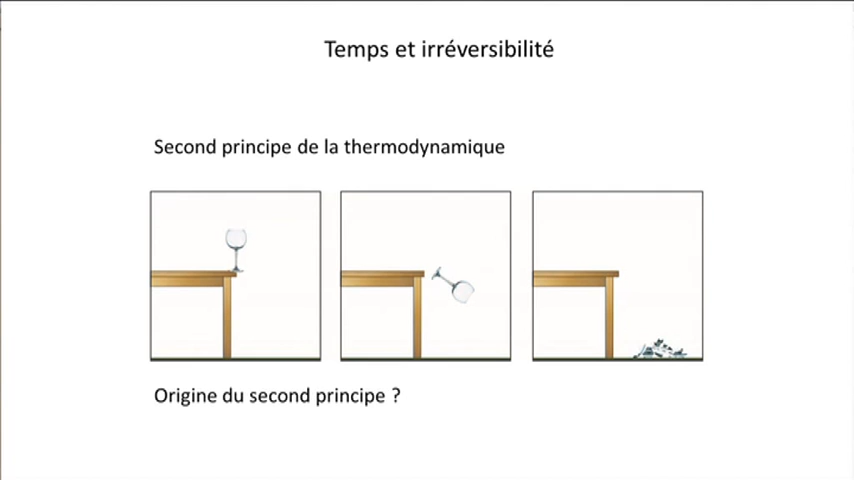 Temps et irréversibilité
Second principe de la thermodynamique
Origine du second principe ?